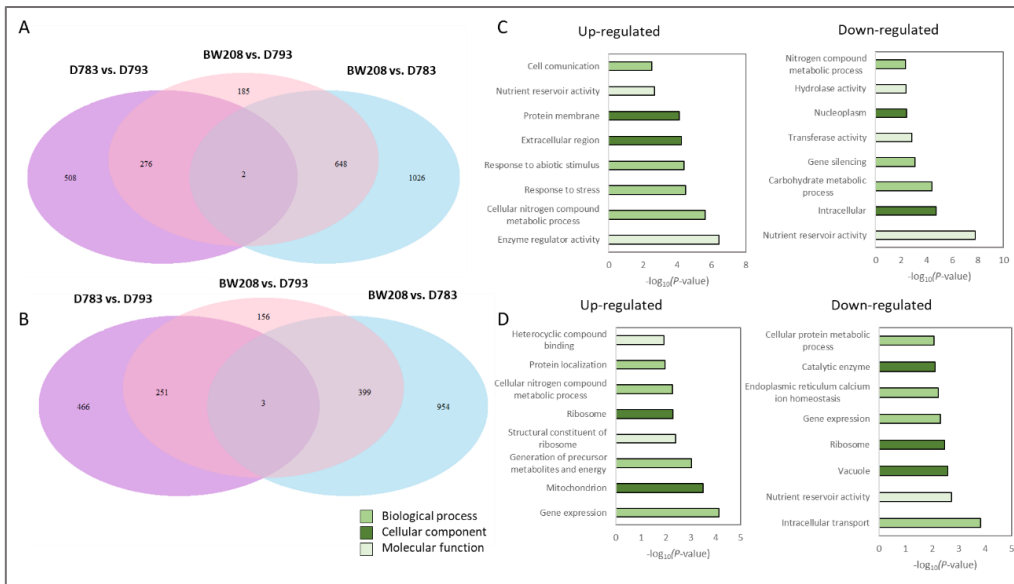 A
D783 vs. D793
BW208 vs. D793
BW208 vs. D783
185
276
648
508
2
1026
B
D783 vs. D793
BW208 vs. D793
BW208 vs. D783
156
251
399
466
3
954
Biological process
Cellular component
Molecular function
C
Up-regulated
Cell comunication
Nutrient reservoir activity
Protein membrane
Extracellular region
Response to abiotic stimulus
Response to stress
Cellular nitrogen compound
metabolic process
Enzyme regulator activity
0 2 4 6 8
-log10(P-value)
Down-regulated
Nitrogen compound
metabolic process
Hydrolase activity
Nucleoplasm
Transferase activity
Gene silencing
Carbohydrate metabolic
process
Intracellular
Nutrient reservoir activity
0 2 4 6 8 10
-log10(P-value)
D
Up-regulated
Heterocyclic compound
binding
Protein localization
Cellular nitrogen compound
metabolic process
Ribosome
Structural constituent of
ribosome
Generation of precursor
metabolites and energy
Mitochondrion
Gene expression
0 1 2 3 4 5
-log10(P-value)
Down-regulated
Cellular protein metabolic
process
Catalytic enzyme
Endoplasmic reticulum calcium
ion homeostasis
Gene expression
Ribosome
Vacuole
Nutrient reservoir activity
Intracellular transport
0 1 2 3 4 5
-log10(P-value)